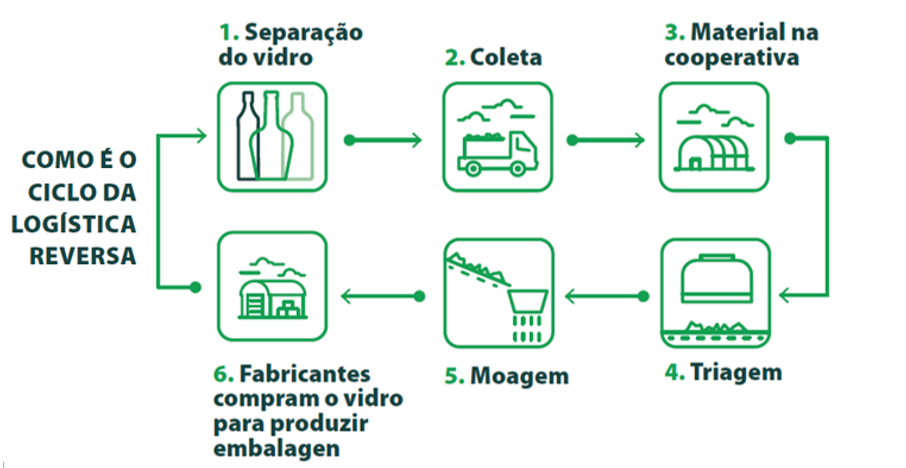 COMO É O
CICLO DA
LOGÍSTICA
REVERSA
1. Separação
do vidro
2. Coleta
3. Material na
cooperativa
4. Triagem
5. Moagem
6. Fabricantes
compram o vidro
para produzir
embalagen